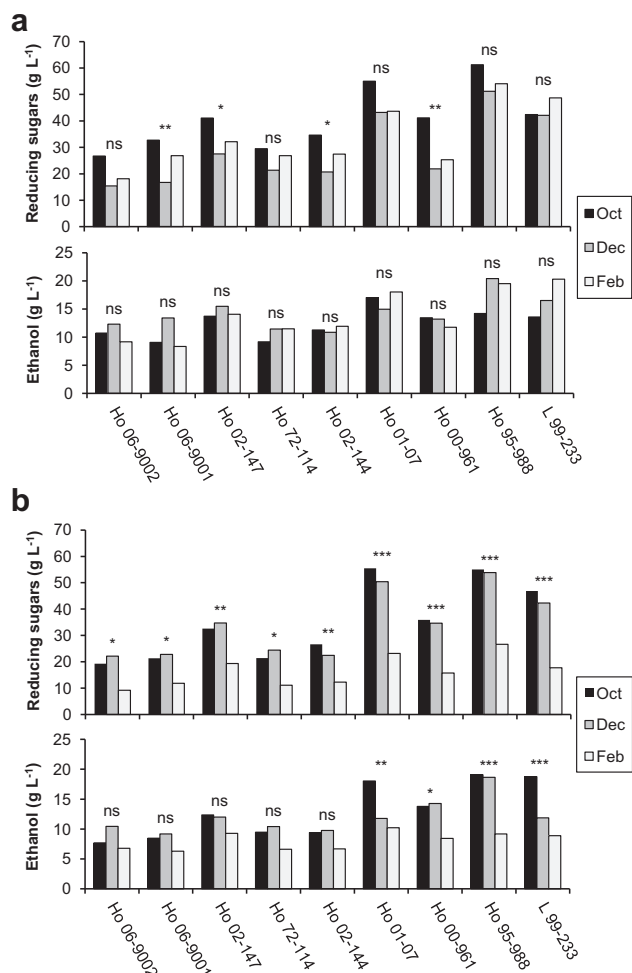 a
Reducing sugars (g L-1)
70
60
50
40
30
20
10
0
ns
**
*
ns
*
ns
**
ns
ns
Oct
Dec
Feb
Ethanol (g L-1)
25
20
15
10
5
0
ns
ns
ns
ns
ns
ns
ns
ns
ns
Ho 06-9002
Ho 06-9001
Ho 02-147
Ho 72-114
Ho 02-144
Ho 01-07
Ho 00-961
Ho 95-988
L 99-233
b
Reducing sugars (g L-1)
70
60
50
40
30
20
10
0
*
*
**
*
**
***
***
***
***
Oct
Dec
Feb
Ethanol (g L-1)
25
20
15
10
5
0
ns
ns
ns
ns
ns
**
*
***
***
Ho 06-9002
Ho 06-9001
Ho 02-147
Ho 72-114
Ho 02-144
Ho 01-07
Ho 00-961
Ho 95-988
L 99-233